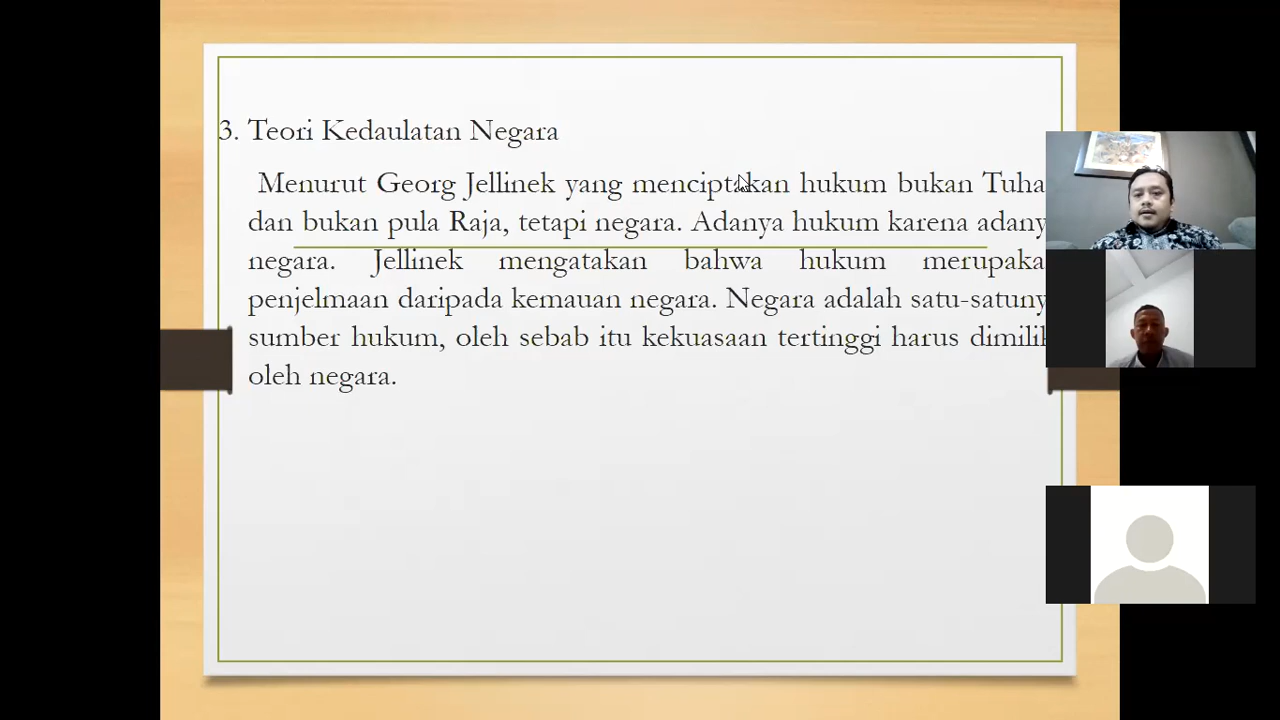 3. Teori Kedaulatan Negara
Menurut Georg Jellinek yang menciptakan hukum bukan Tuha
dan bukan pula Raja, tetapi negara. Adanya hukum karena adany
negara. Jellinek mengatakan bahwa hukum merupaka
penjelmaan daripada kemauan negara. Negara adalah satu-satuny
sumber hukum, oleh sebab itu kekuasaan tertinggi harus dimilik
oleh negara.